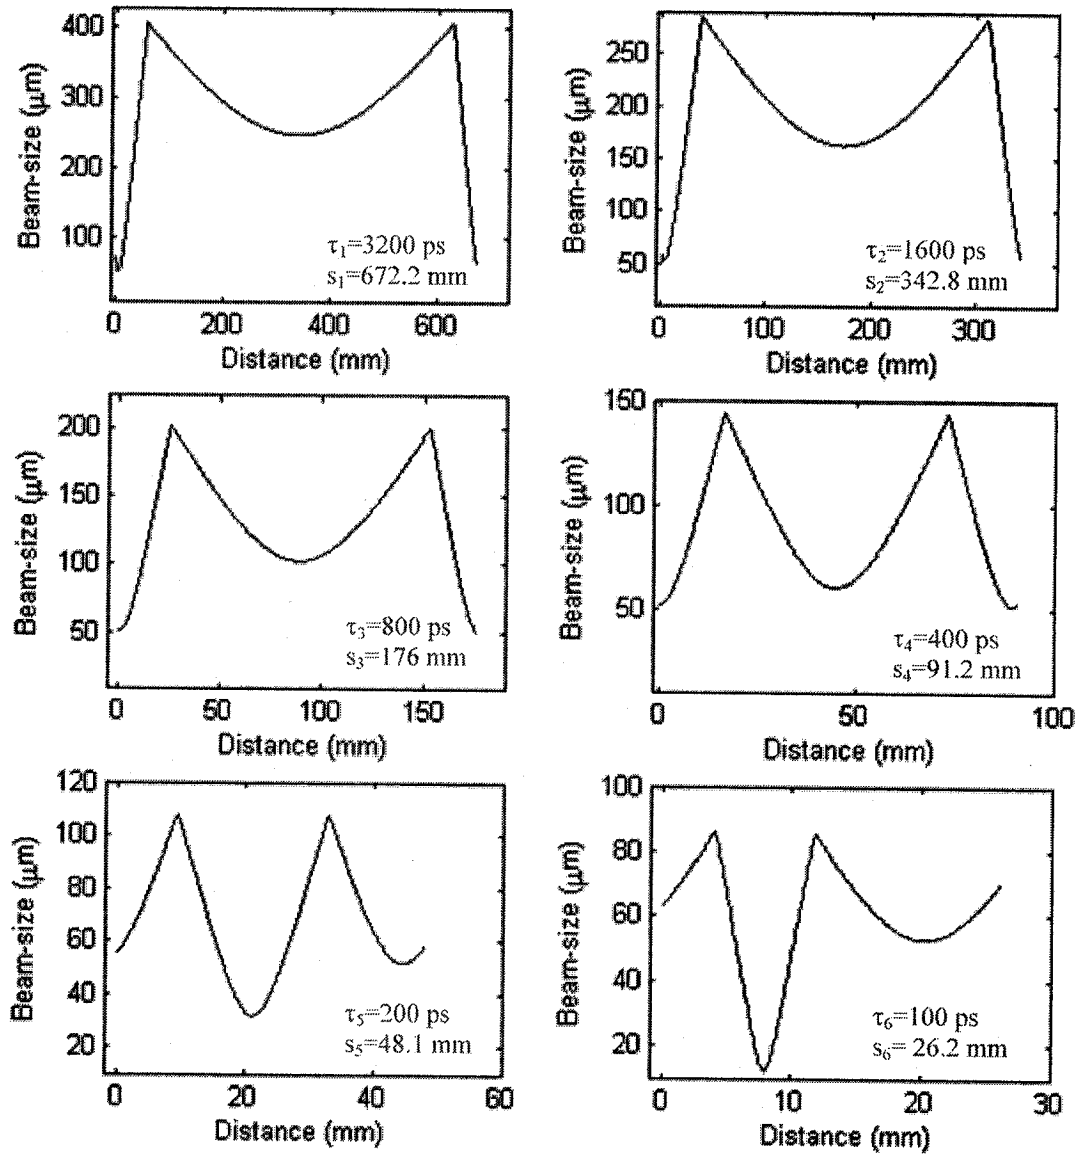 400
300
200
100
Beam-size (μm)
τ1=3200 ps
s1=672.2 mm
0 200 400 600
Distance (mm)
250
200
150
100
50
Beam-size (μm)
τ2=1600 ps
s2=342.8 mm
0 100 200 300
Distance (mm)
200
150
100
50
Beam-size (μm)
τ3=800 ps
s3=176 mm
0 50 100 150
Distance (mm)
150
100
50
Beam-size (μm)
τ4=400 ps
s4=91.2 mm
0 50 100
Distance (mm)
120
100
80
60
40
20
Beam-size (μm)
τ5=200 ps
s5=48.1 mm
0 20 40 60
Distance (mm)
100
80
60
40
20
Beam-size (μm)
τ6=100 ps
s6= 26.2 mm
0 10 20 30
Distance (mm)